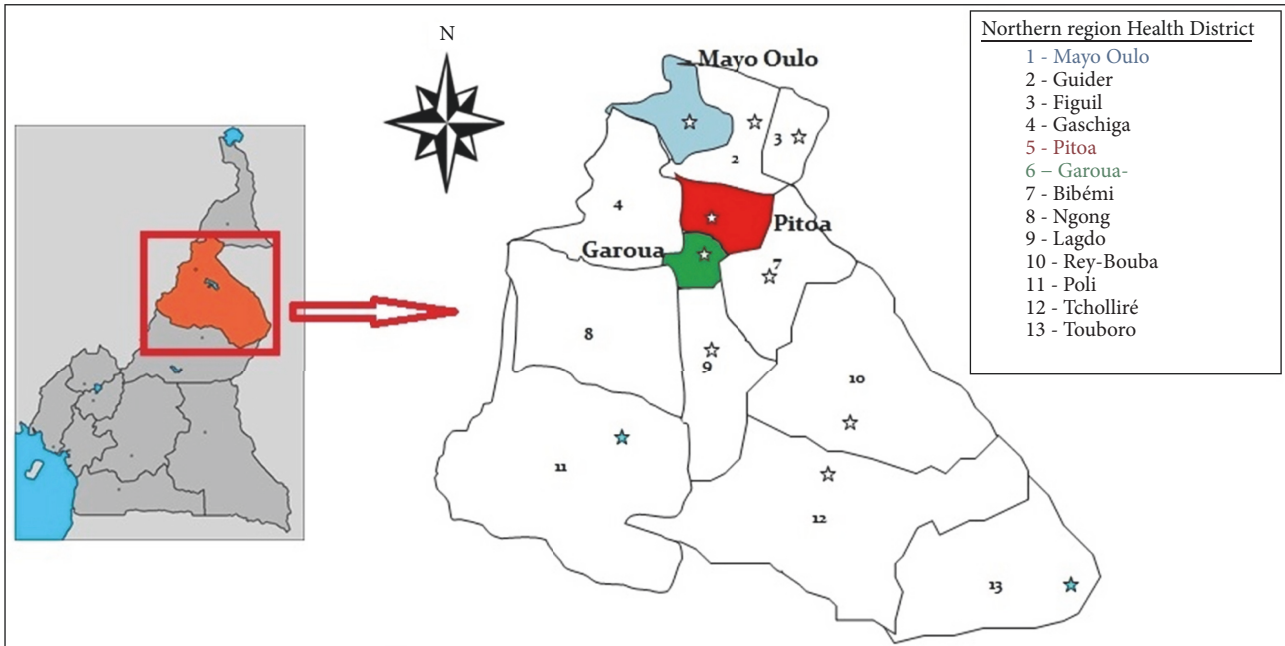 N
Mayo Oulo
2
3
4
Pitoa
Garoua
7
8
9
10
11
12
13
Northern region Health District
1 - Mayo Oulo
2 - Guider
3 - Figuil
4 - Gaschiga
5 - Pitoa
6 – Garoua-
7 - Bibémi
8 - Ngong
9 - Lagdo
10 - Rey-Bouba
11 - Poli
12 - Tcholliré
13 - Touboro